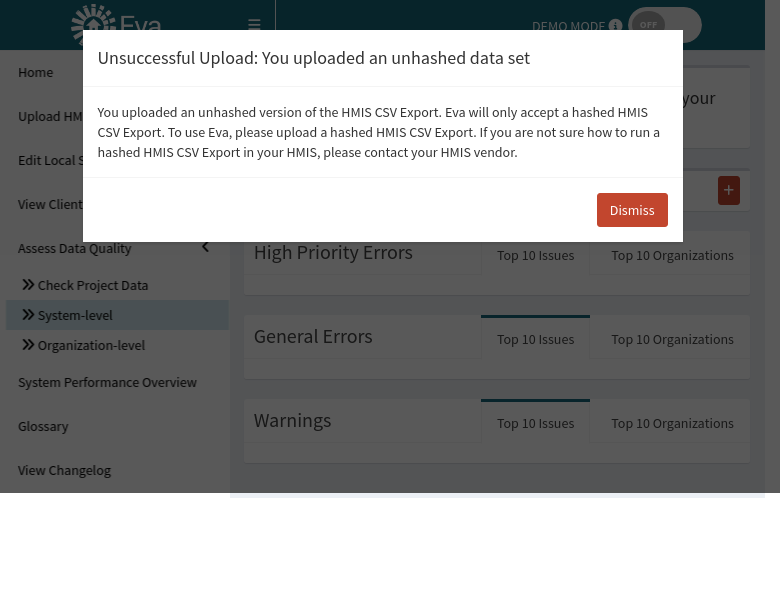 Eva
☰
DEMO MODE
OFF
Unsuccessful Upload: You uploaded an unhashed data set
You uploaded an unhashed version of the HMIS CSV Export. Eva will only accept a hashed HMIS
CSV Export. To use Eva, please upload a hashed HMIS CSV Export. If you are not sure how to run a
hashed HMIS CSV Export in your HMIS, please contact your HMIS vendor.
Dismiss
Home
Upload HM
Edit Local S
View Client
Assess Data Quality
Check Project Data
System-level
Organization-level
System Performance Overview
Glossary
View Changelog
your
+
High Priority Errors
Top 10 Issues
Top 10 Organizations
General Errors
Top 10 Issues
Top 10 Organizations
Warnings
Top 10 Issues
Top 10 Organizations